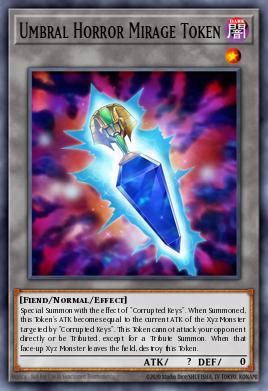 Umbral Horror Mirage Token
DARK
闇
[Fiend/Normal/Effect]
Special Summon with the effect of "Corrupted Keys". When Summoned,
this Token's ATK becomes equal to the current ATK of the Xyz Monster
targeted by "Corrupted Keys". This Token cannot attack your opponent
directly or be Tributed, except for a Tribute Summon. When that
face-up Xyz Monster leaves the field, destroy this Token.
ATK/ ? DEF/ 0